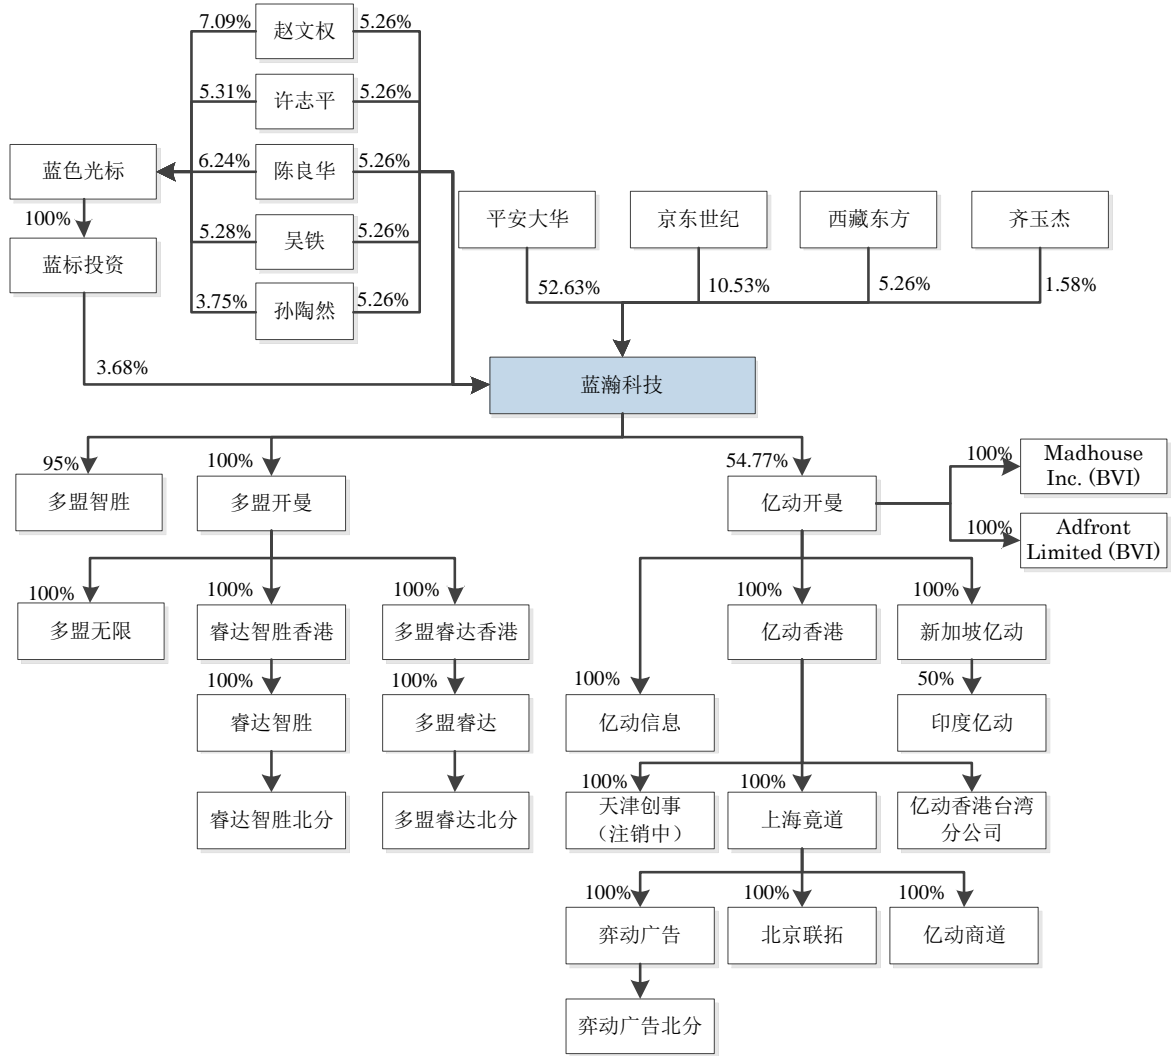 7.09%
赵文权
5.26%
5.31%
许志平
5.26%
蓝色光标
6.24%
陈良华
5.26%
平安大华
京东世纪
西藏东方
齐玉杰
100%
5.28%
吴铁
5.26%
蓝标投资
52.63%
10.53%
5.26%
1.58%
3.75%
孙陶然
5.26%
3.68%
蓝瀚科技
95%
100%
54.77%
100%
Madhouse
Inc. (BVI)
多盟智胜
多盟开曼
亿动开曼
100%
Adfront
Limited (BVI)
100%
100%
100%
100%
100%
多盟无限
睿达智胜香港
多盟睿达香港
亿动香港
新加坡亿动
100%
100%
100%
50%
睿达智胜
多盟睿达
亿动信息
印度亿动
100%
100%
睿达智胜北分
多盟睿达北分
天津创事
（注销中）
上海竟道
亿动香港台湾
分公司
100%
100%
100%
弈动广告
北京联拓
亿动商道
弈动广告北分